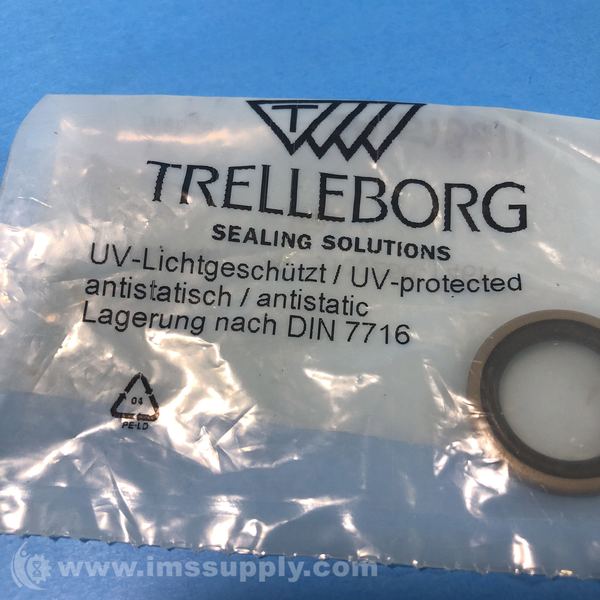 T
TRELLEBORG
SEALING SOLUTIONS
UV-Lichtgeschützt / UV-protected
antistatisch / antistatic
Lagerung nach DIN 7716
04
PE-LD
www.imssupply.com